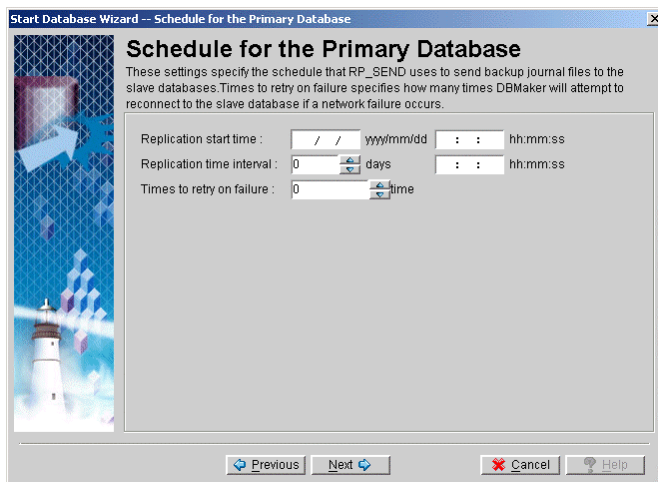 Start Database Wizard -- Schedule for the Primary Database
Schedule for the Primary Database
These settings specify the schedule that RP_SEND uses to send backup journal files to the
slave databases.Times to retry on failure specifies how many times DBMaker will attempt to
reconnect to the slave database if a network failure occurs.
Replication start time : / / yyyy/mm/dd : : hh:mm:ss
Replication time interval : 0 days : : hh:mm:ss
Times to retry on failure : 0 time
Previous Next Cancel Help